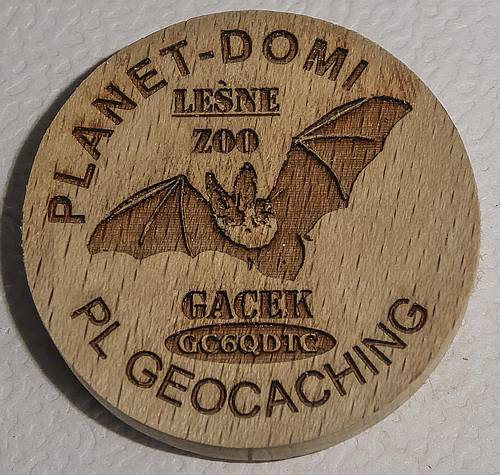 PLANET-DOMI
LEŚNE
ZOO
GACEK
GC6QDTC
PL GEOCACHING